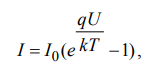 I = I₀(e^{qU/kT} − 1),